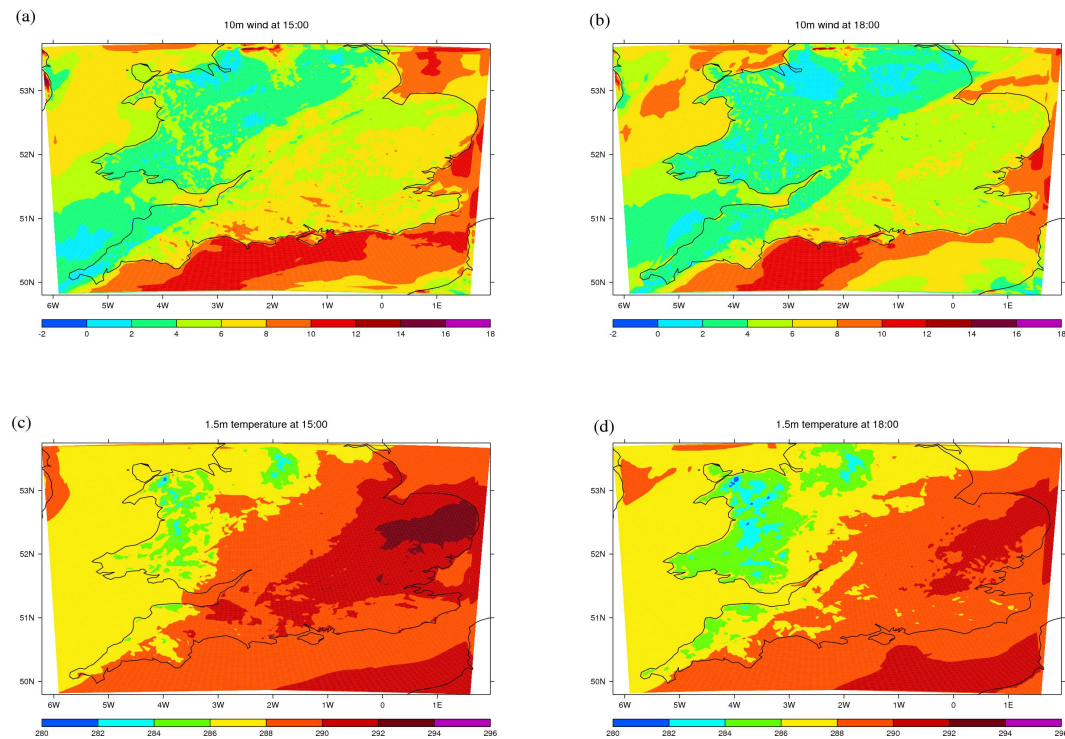 (a)
10m wind at 15:00
53N
52N
51N
50N
6W 5W 4W 3W 2W 1W 0 1E
-2 0 2 4 6 8 10 12 14 16 18
(b)
10m wind at 18:00
53N
52N
51N
50N
6W 5W 4W 3W 2W 1W 0 1E
-2 0 2 4 6 8 10 12 14 16 18
(c)
1.5m temperature at 15:00
53N
52N
51N
50N
6W 5W 4W 3W 2W 1W 0 1E
280 282 284 286 288 290 292 294 296
(d)
1.5m temperature at 18:00
53N
52N
51N
50N
6W 5W 4W 3W 2W 1W 0 1E
280 282 284 286 288 290 292 294 296